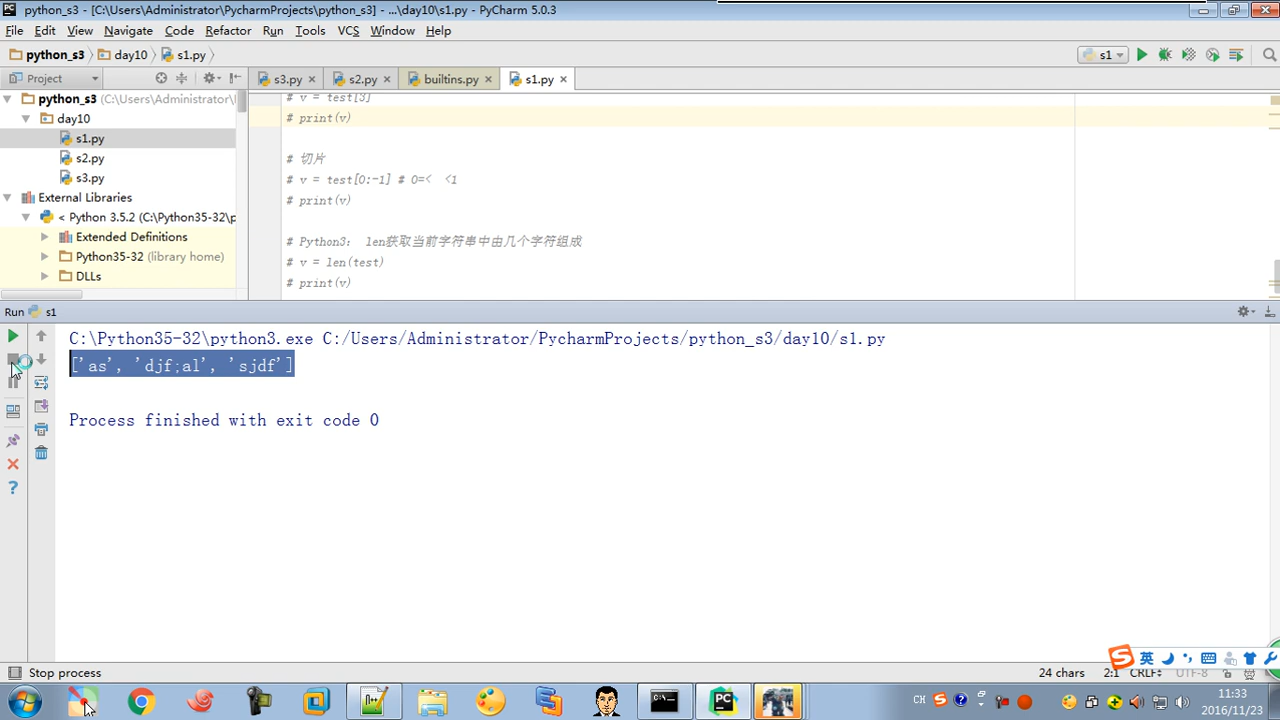 python_s3 - [C:\Users\Administrator\PycharmProjects\python_s3] - ...\day10\s1.py - PyCharm 5.0.3
File Edit View Navigate Code Refactor Run Tools VCS Window Help
python_s3 day10 s1.py s1
Project s3.py s2.py builtins.py s1.py
python_s3 (C:\Users\Administrator\
day10
s1.py
s2.py
s3.py
External Libraries
< Python 3.5.2 (C:\Python35-32\p
Extended Definitions
Python35-32 (library home)
DLLs
# v = test[3]
# print(v)
# 切片
# v = test[0:-1] # 0=<  <1
# print(v)
# Python3: len获取当前字符串中由几个字符组成
# v = len(test)
# print(v)
Run s1
C:\Python35-32\python3.exe C:/Users/Administrator/PycharmProjects/python_s3/day10/s1.py
['as', 'djf;al', 'sjdf']
Process finished with exit code 0
英
Stop process 24 chars 2:1 CRLF÷ UTF-8
CH
11:33
2016/11/23